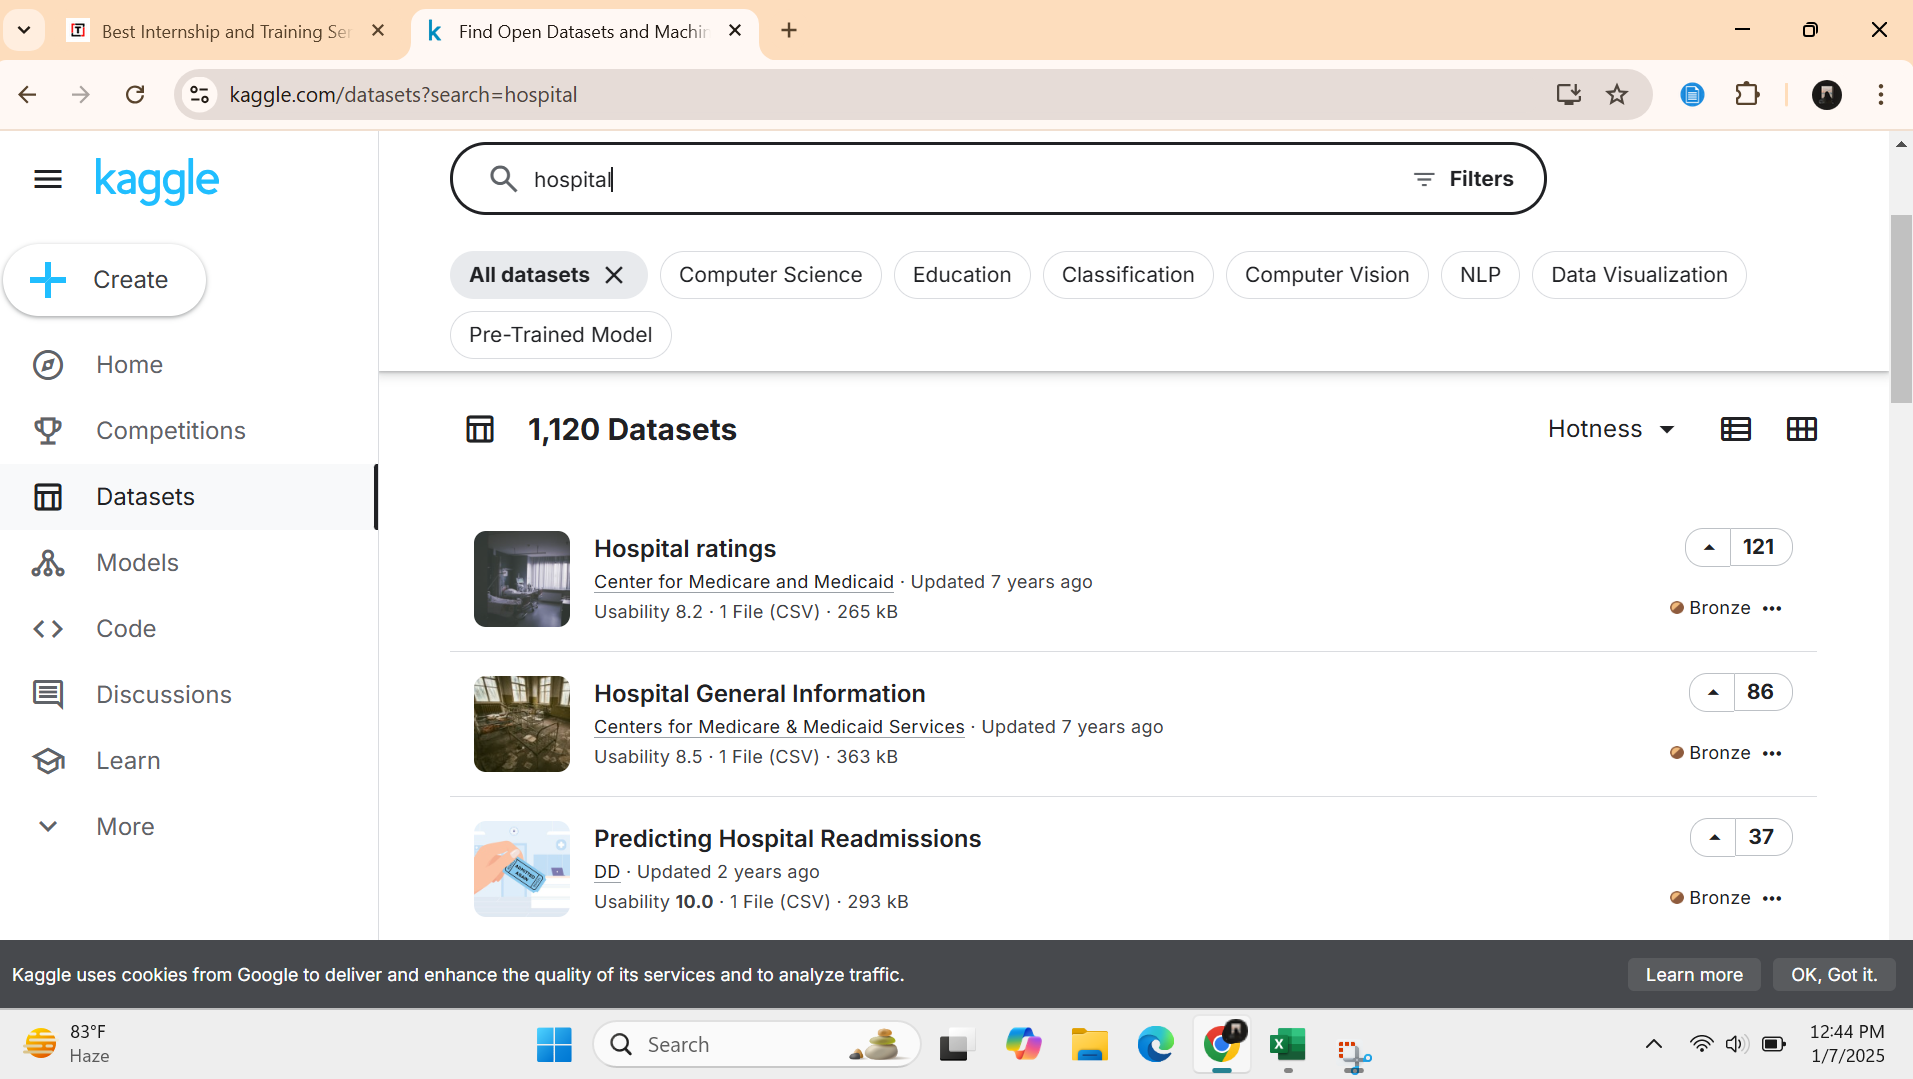 Best Internship and Training Ser
Find Open Datasets and Machin
kaggle.com/datasets?search=hospital
kaggle
hospital
Filters
All datasets
Computer Science
Education
Classification
Computer Vision
NLP
Data Visualization
Pre-Trained Model
Create
Home
Competitions
Datasets
Models
Code
Discussions
Learn
More
1,120 Datasets
Hotness
Hospital ratings
Center for Medicare and Medicaid · Updated 7 years ago
Usability 8.2 · 1 File (CSV) · 265 kB
121
Bronze
Hospital General Information
Centers for Medicare & Medicaid Services · Updated 7 years ago
Usability 8.5 · 1 File (CSV) · 363 kB
86
Bronze
Predicting Hospital Readmissions
DD · Updated 2 years ago
Usability 10.0 · 1 File (CSV) · 293 kB
37
Bronze
Kaggle uses cookies from Google to deliver and enhance the quality of its services and to analyze traffic.
Learn more
OK, Got it.
83°F
Haze
Search
12:44 PM
1/7/2025